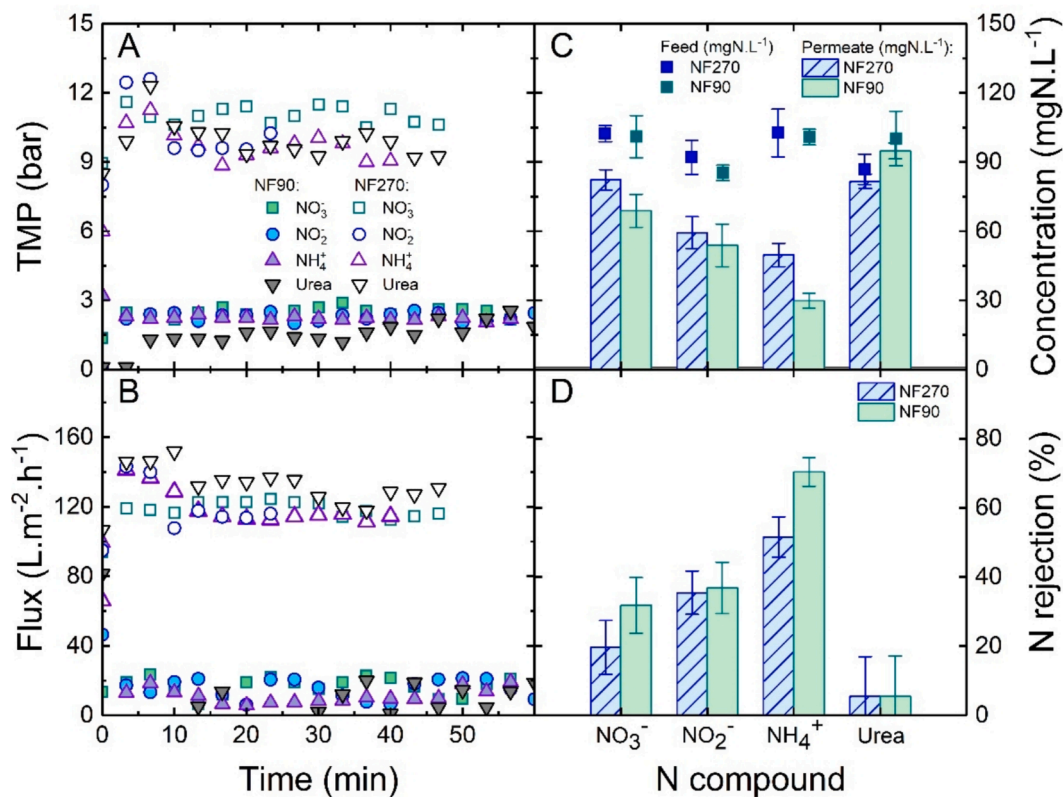 A
TMP (bar)
15
12
9
6
3
0
NF90: NF270:
NO₃⁻ NO₃⁻
NO₂⁻ NO₂⁻
NH₄⁺ NH₄⁺
Urea Urea
B
Flux (L.m⁻².h⁻¹)
160
120
80
40
0
0 10 20 30 40 50
Time (min)
C
Feed (mgN.L⁻¹) Permeate (mgN.L⁻¹):
NF270 NF270
NF90 NF90
150
120
90
60
30
0
Concentration (mgN.L⁻¹)
D
NF270
NF90
80
60
40
20
0
N rejection (%)
NO₃⁻ NO₂⁻ NH₄⁺ Urea
N compound